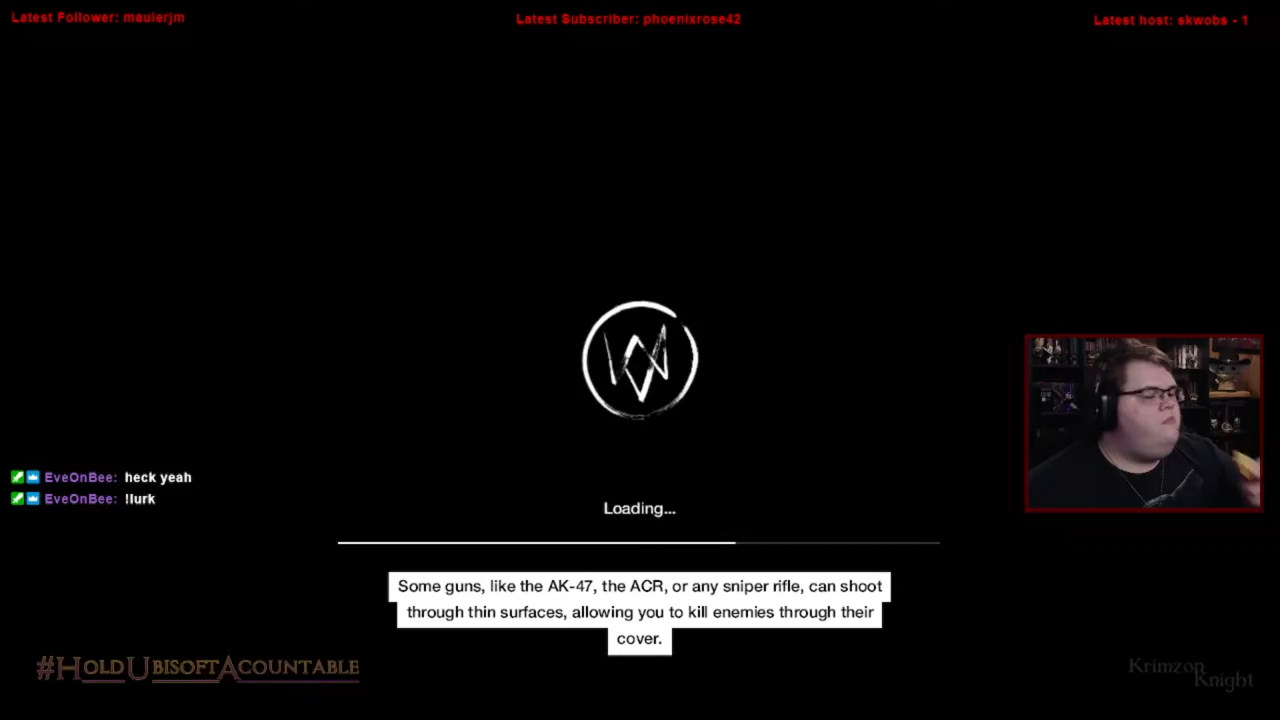 Latest Follower: maulerjm
Latest Subscriber: phoenixrose42
Latest host: skwobs - 1
EveOnBee: heck yeah
EveOnBee: !lurk
Loading...
Some guns, like the AK-47, the ACR, or any sniper rifle, can shoot
through thin surfaces, allowing you to kill enemies through their
cover.
#HoldUbisoftAcountable
Krimzon
Knight